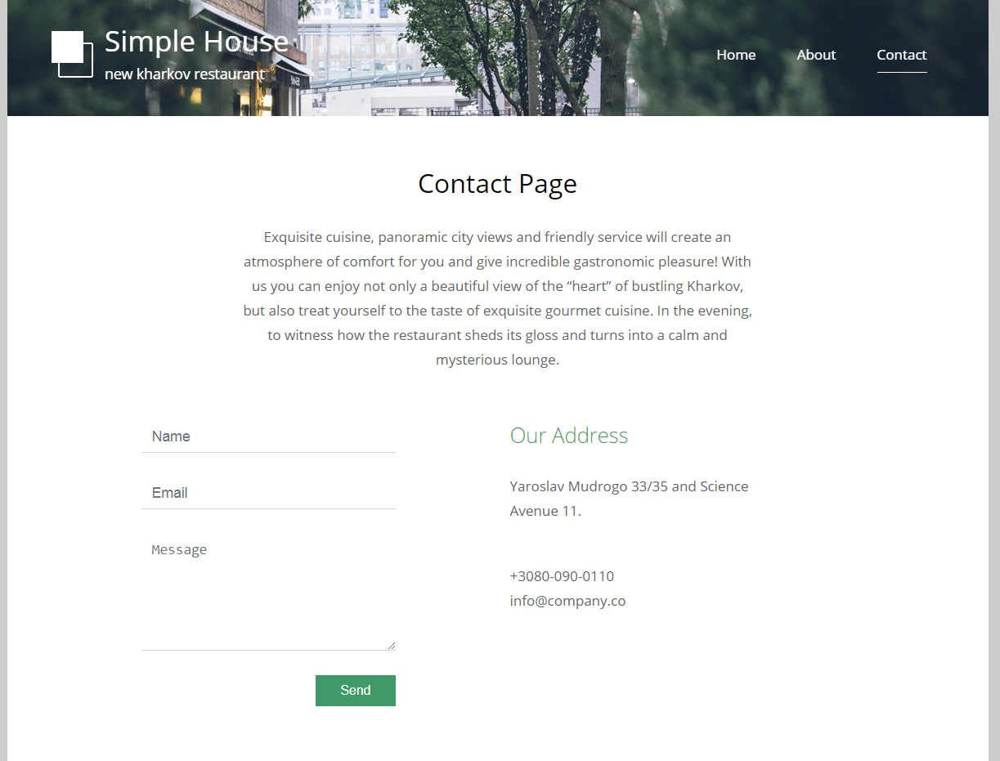 Simple House
new kharkov restaurant
Home
About
Contact
Contact Page
Exquisite cuisine, panoramic city views and friendly service will create an
atmosphere of comfort for you and give incredible gastronomic pleasure! With
us you can enjoy not only a beautiful view of the “heart” of bustling Kharkov,
but also treat yourself to the taste of exquisite gourmet cuisine. In the evening,
to witness how the restaurant sheds its gloss and turns into a calm and
mysterious lounge.
Name
Email
Message
Send
Our Address
Yaroslav Mudrogo 33/35 and Science
Avenue 11.
+3080-090-0110
info@company.co